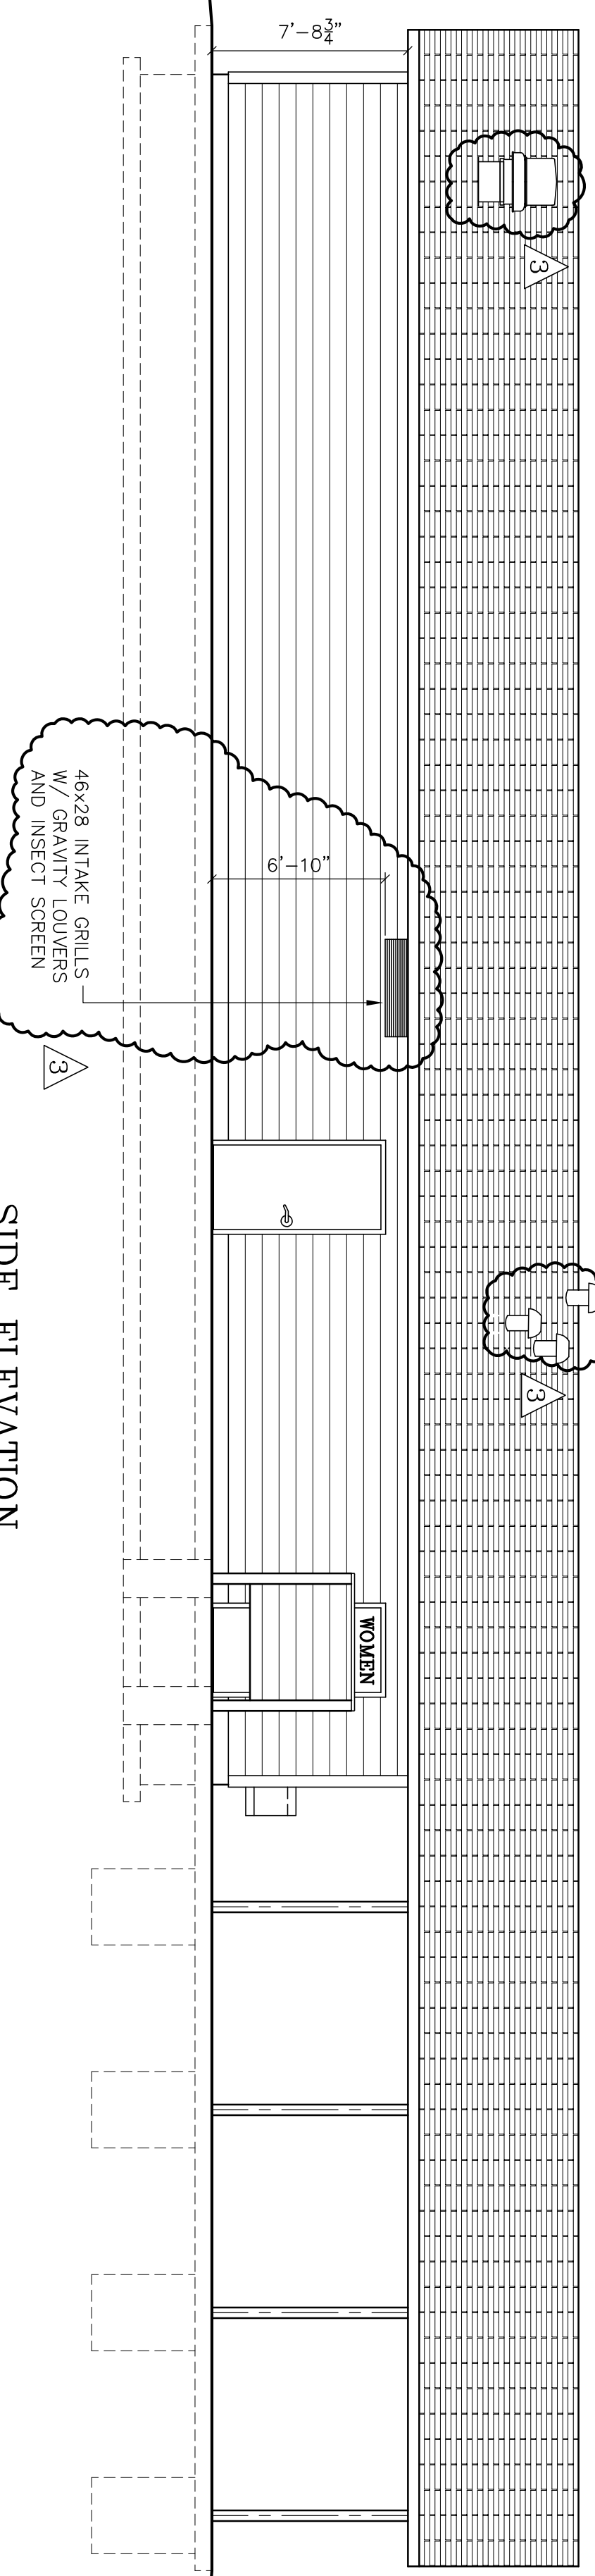 7'-8¾"
3
6'-10"
46x28 INTAKE GRILLS
W/ GRAVITY LOUVERS
AND INSECT SCREEN
3
3
WOMEN
SIDE ELEVATION